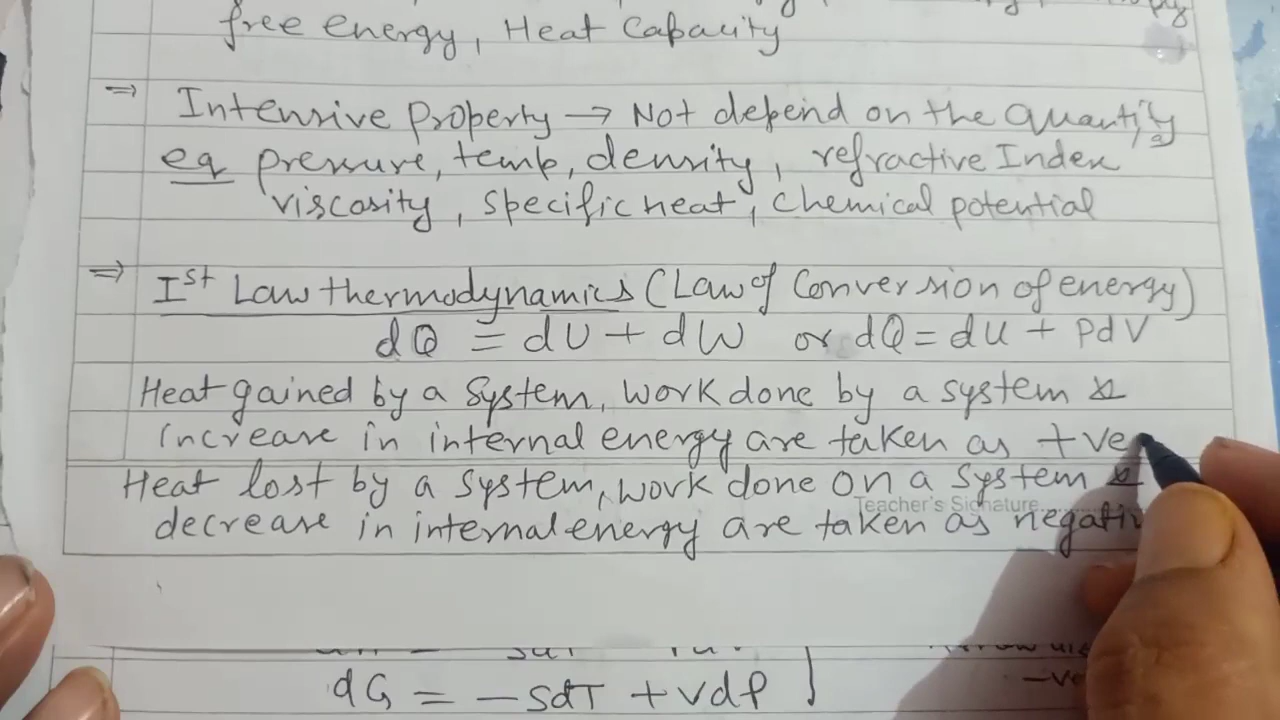 free energy, Heat Capacity
⇒ Intensive Property → Not depend on the Quantity
eg pressure, temp, density, refractive Index
viscosity, Specific heat, Chemical potential
⇒ Ist Law thermodynamics (Law of Conversion of energy)
dQ = dU + dW or dQ = dU + PdV
Heat gained by a System, work done by a system &
increase in internal energy are taken as +ve
Heat lost by a System, work done on a System &
Teacher's Signature
decrease in internal energy are taken as negativ
dG = -SdT + Vdp
-ve